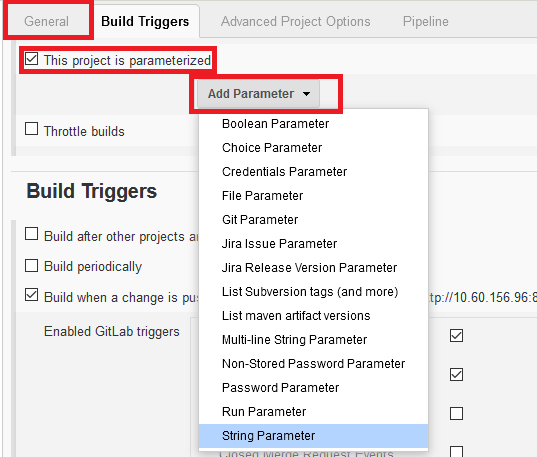 General
Build Triggers
Advanced Project Options
Pipeline
This project is parameterized
Add Parameter
Boolean Parameter
Choice Parameter
Throttle builds
Credentials Parameter
File Parameter
Build Triggers
Git Parameter
Build after other projects
Jira Issue Parameter
Build periodically
Jira Release Version Parameter
Build when a change is
List Subversion tags (and more)
tp://10.60.156.96:8
List maven artifact versions
Enabled GitLab triggers
Multi-line String Parameter
Non-Stored Password Parameter
Password Parameter
Run Parameter
String Parameter
Closed Merge Request Events